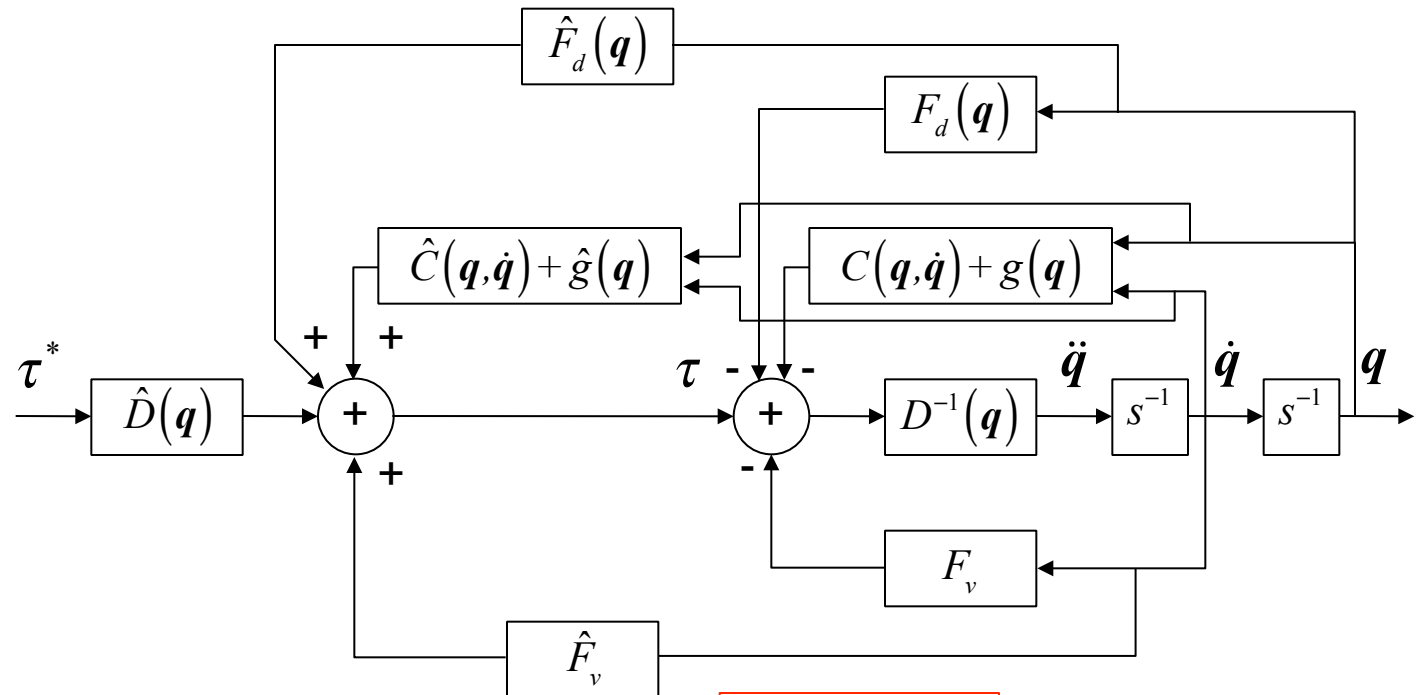 F̂_d(q)
F_d(q)
Ĉ(q,q̇)+ĝ(q)
C(q,q̇)+g(q)
+ +
τ* τ - - q̈ q̇ q
D̂(q) + + D⁻¹(q) s⁻¹ s⁻¹
+ -
F_v
F̂_v